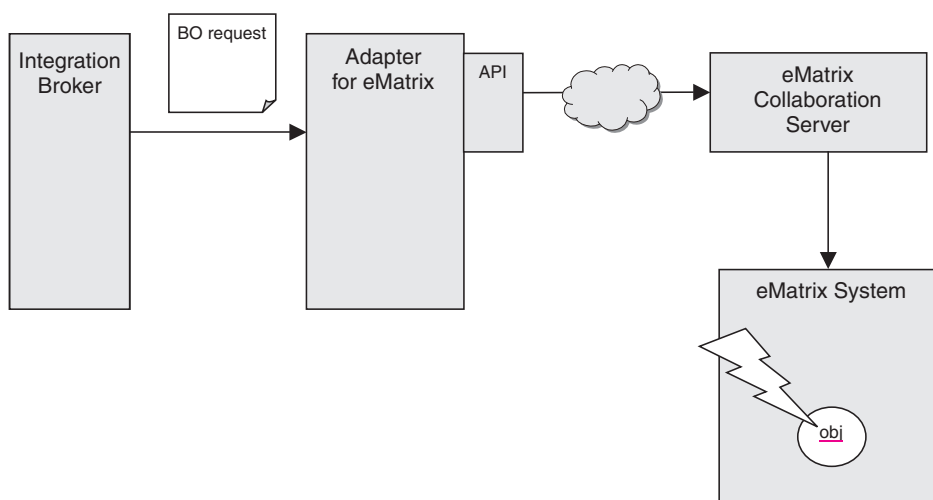 BO request
Integration
Broker
Adapter
for eMatrix
API
eMatrix
Collaboration
Server
eMatrix System
obj